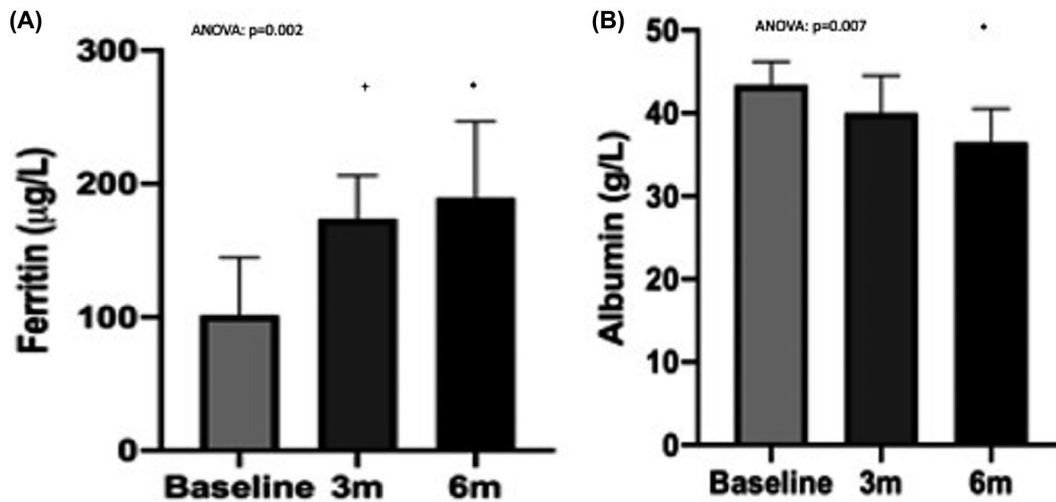 (A)
ANOVA: p=0.002
Ferritin (µg/L)
300
200
100
0
Baseline 3m 6m
(B)
ANOVA: p=0.007
Albumin (g/L)
50
40
30
20
10
0
Baseline 3m 6m